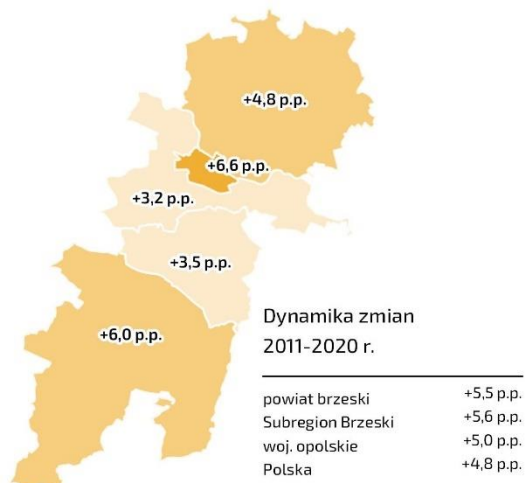 +4,8 p.p.
+6,6 p.p.
+3,2 p.p.
+3,5 p.p.
+6,0 p.p.
Dynamika zmian
2011-2020 r.
powiat brzeski +5,5 p.p.
Subregion Brzeski +5,6 p.p.
woj. opolskie +5,0 p.p.
Polska +4,8 p.p.